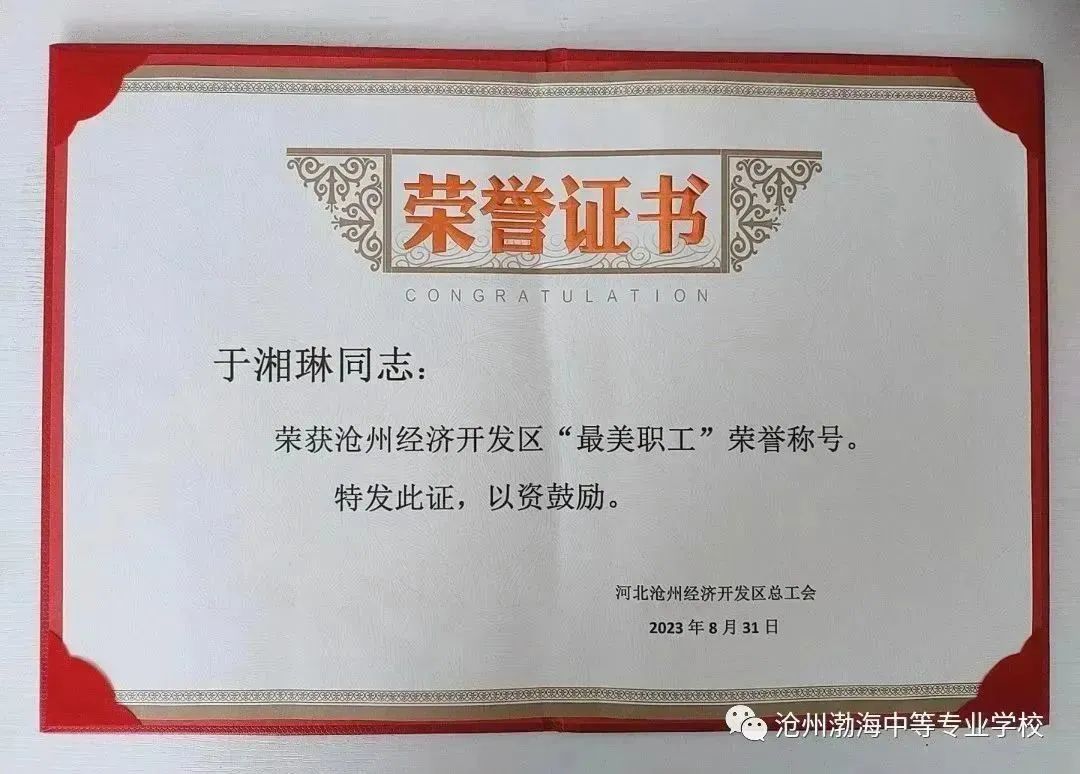 荣誉证书
CONGRATULATION
于湘琳同志：
荣获沧州经济开发区“最美职工”荣誉称号。
特发此证，以资鼓励。
河北沧州经济开发区总工会
2023年8月31日
沧州渤海中等专业学校